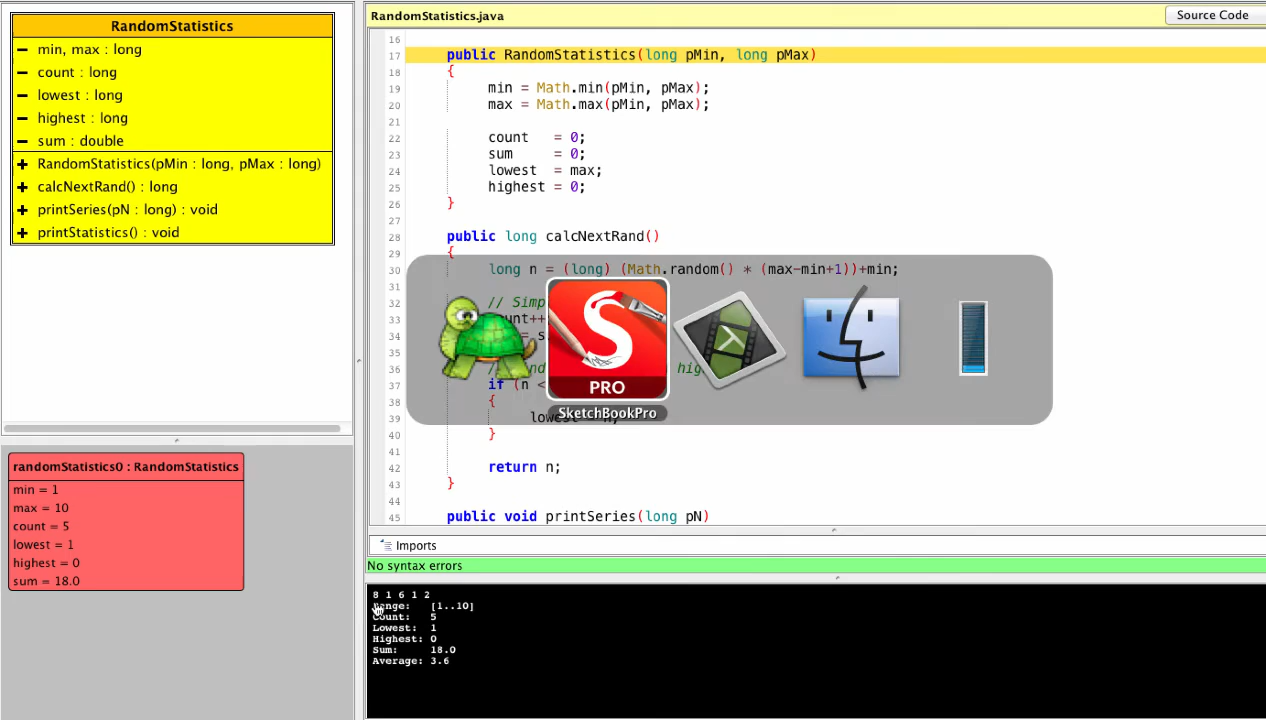 RandomStatistics
min, max : long
count : long
lowest : long
highest : long
sum : double
RandomStatistics(pMin : long, pMax : long)
calcNextRand() : long
printSeries(pN : long) : void
printStatistics() : void
randomStatistics0 : RandomStatistics
min = 1
max = 10
count = 5
lowest = 1
highest = 0
sum = 18.0
RandomStatistics.java
Source Code
16
17 public RandomStatistics(long pMin, long pMax)
18 {
19 min = Math.min(pMin, pMax);
20 max = Math.max(pMin, pMax);
21
22 count = 0;
23 sum = 0;
24 lowest = max;
25 highest = 0;
26 }
27
28 public long calcNextRand()
29 {
30 long n = (long) (Math.random() * (max-min+1))+min;
31
32 // Simp
33 ount++
34 = s
35
36 hig
37 if (n <
38 {
39 lowest = n;
40 }
41
42 return n;
43 }
44
45 public void printSeries(long pN)
PRO
SketchBookPro
Imports
No syntax errors
8 1 6 1 2
Range: [1..10]
Count: 5
Lowest: 1
Highest: 0
Sum: 18.0
Average: 3.6